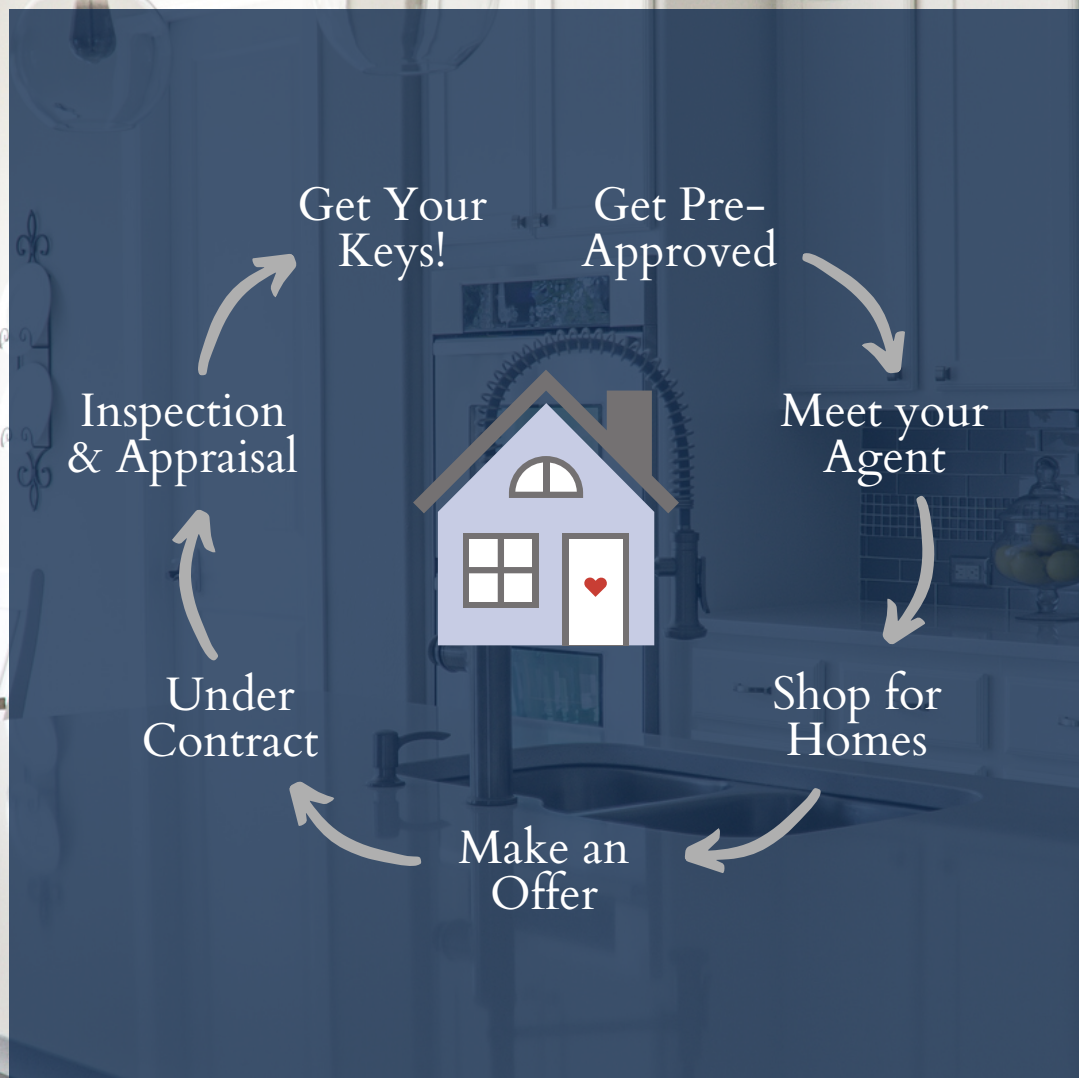 Get Pre-
Approved
Meet your
Agent
Shop for
Homes
Make an
Offer
Under
Contract
Inspection
& Appraisal
Get Your
Keys!